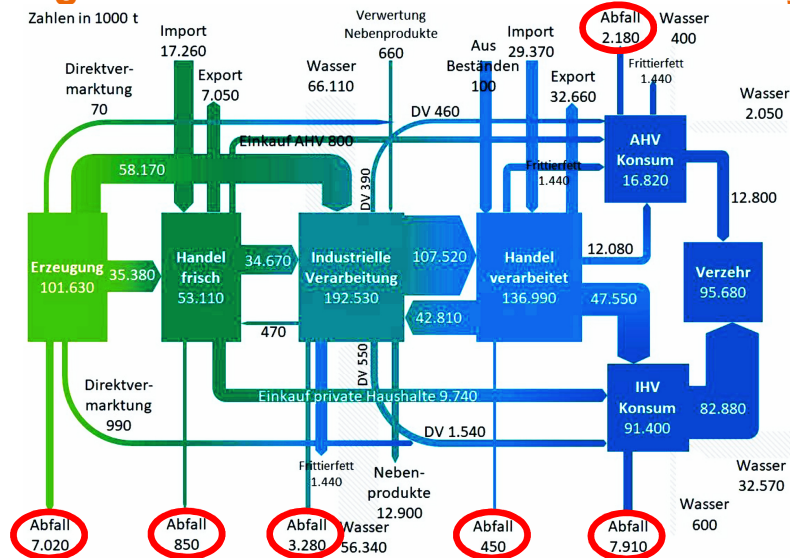 Zahlen in 1000 t
Import
17.260
Export
7.050
Direktver-
marktung
70
Wasser
66.110
Verwertung
Nebenprodukte
660
Aus
Beständen
100
Import
29.370
Export
32.660
Abfall
2.180
Wasser
400
Frittierfett
1.440
Wasser
2.050
DV 460
Einkauf AHV 800
58.170
DV 390
Frittierfett
1.440
AHV
Konsum
16.820
12.800
Erzeugung
101.630
35.380
Handel
frisch
53.110
34.670
Industrielle
Verarbeitung
192.530
107.520
Handel
verarbeitet
136.990
12.080
Verzehr
95.680
47.550
470
42.810
DV 550
Direktver-
marktung
990
Einkauf private Haushalte 9.740
DV 1.540
IHV
Konsum
91.400
82.880
Frittierfett
1.440
Neben-
produkte
12.900
Wasser
32.570
Wasser
600
Abfall
7.020
Abfall
850
Abfall
3.280
Wasser
56.340
Abfall
450
Abfall
7.910